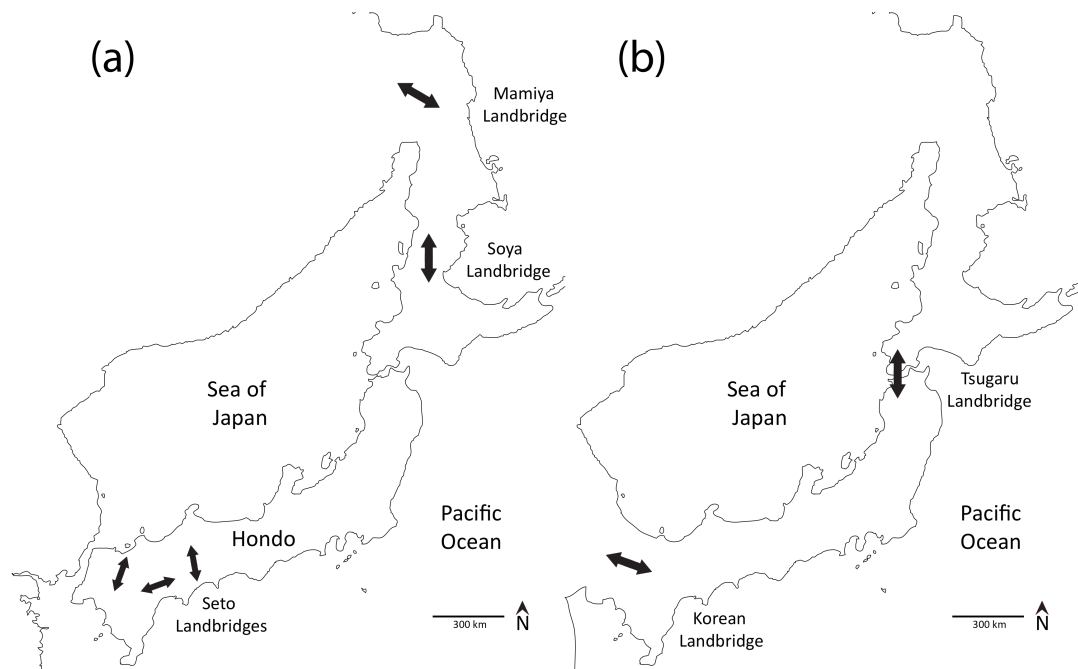 (a)
Mamiya
Landbridge
Soya
Landbridge
Sea of
Japan
Pacific
Ocean
Hondo
Seto
Landbridges
300 km
N
(b)
Sea of
Japan
Tsugaru
Landbridge
Pacific
Ocean
Korean
Landbridge
300 km
N